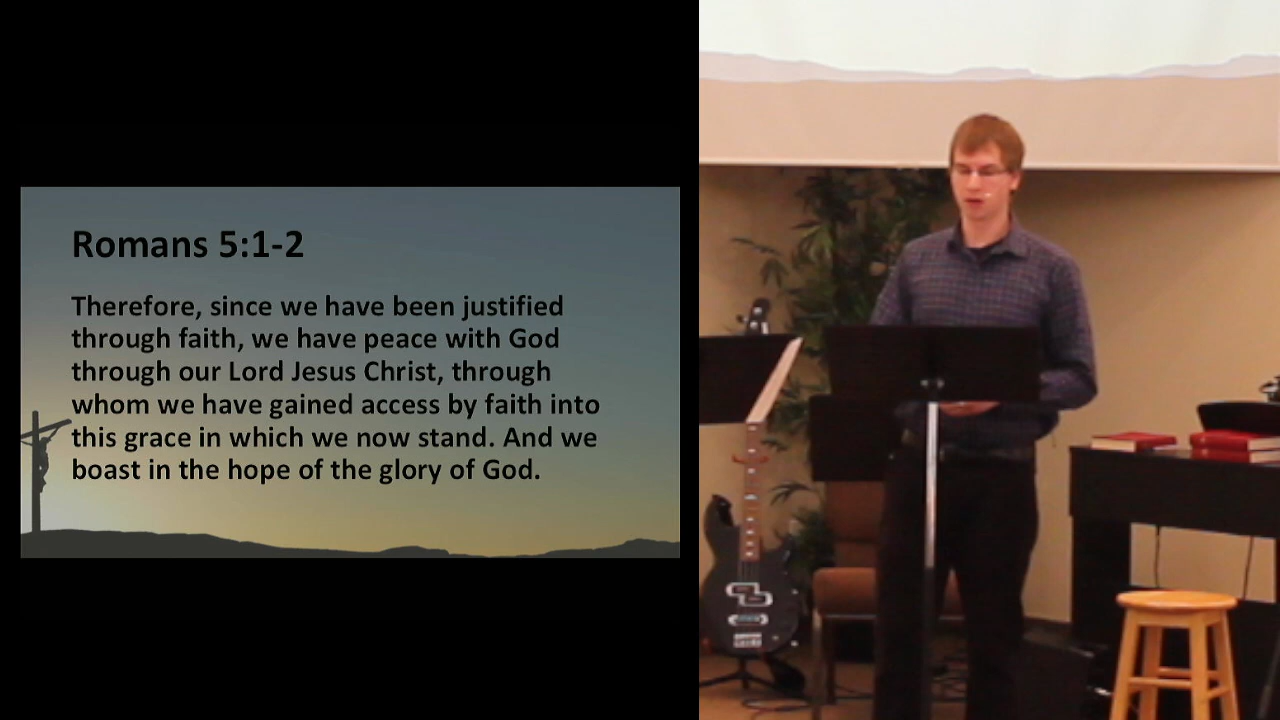 Romans 5:1-2
Therefore, since we have been justified
through faith, we have peace with God
through our Lord Jesus Christ, through
whom we have gained access by faith into
this grace in which we now stand. And we
boast in the hope of the glory of God.